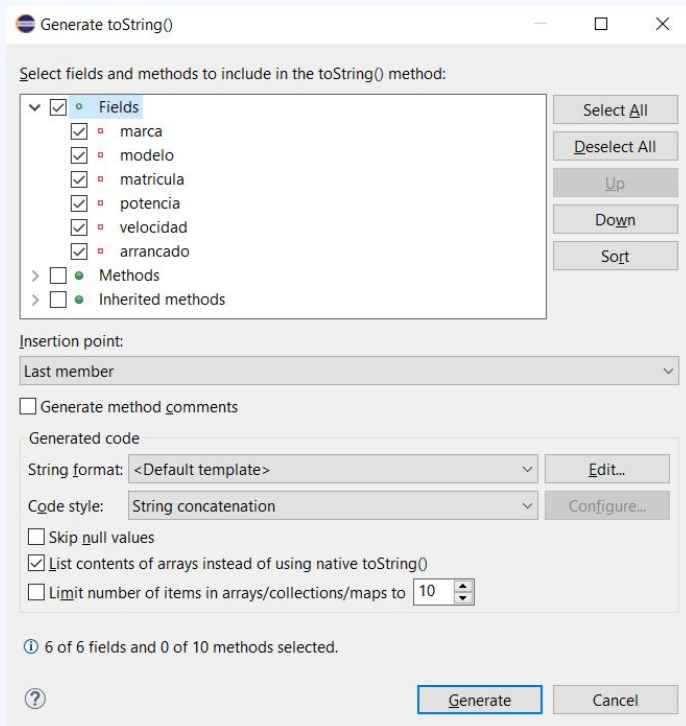 Generate toString()
Select fields and methods to include in the toString() method:
Fields
marca
modelo
matricula
potencia
velocidad
arrancado
Methods
Inherited methods
Select All
Deselect All
Up
Down
Sort
Insertion point:
Last member
Generate method comments
Generated code
String format: <Default template> Edit...
Code style: String concatenation Configure...
Skip null values
List contents of arrays instead of using native toString()
Limit number of items in arrays/collections/maps to 10
6 of 6 fields and 0 of 10 methods selected.
? Generate Cancel